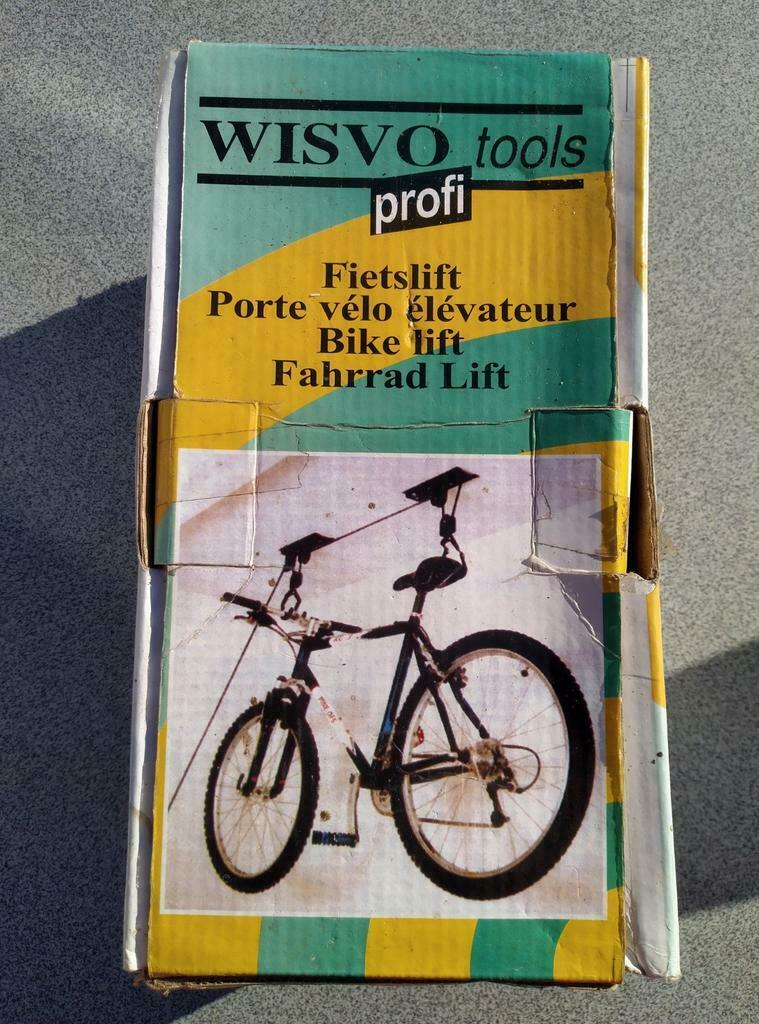 WISVO tools
profi
Fietslift
Porte vélo élévateur
Bike lift
Fahrrad Lift